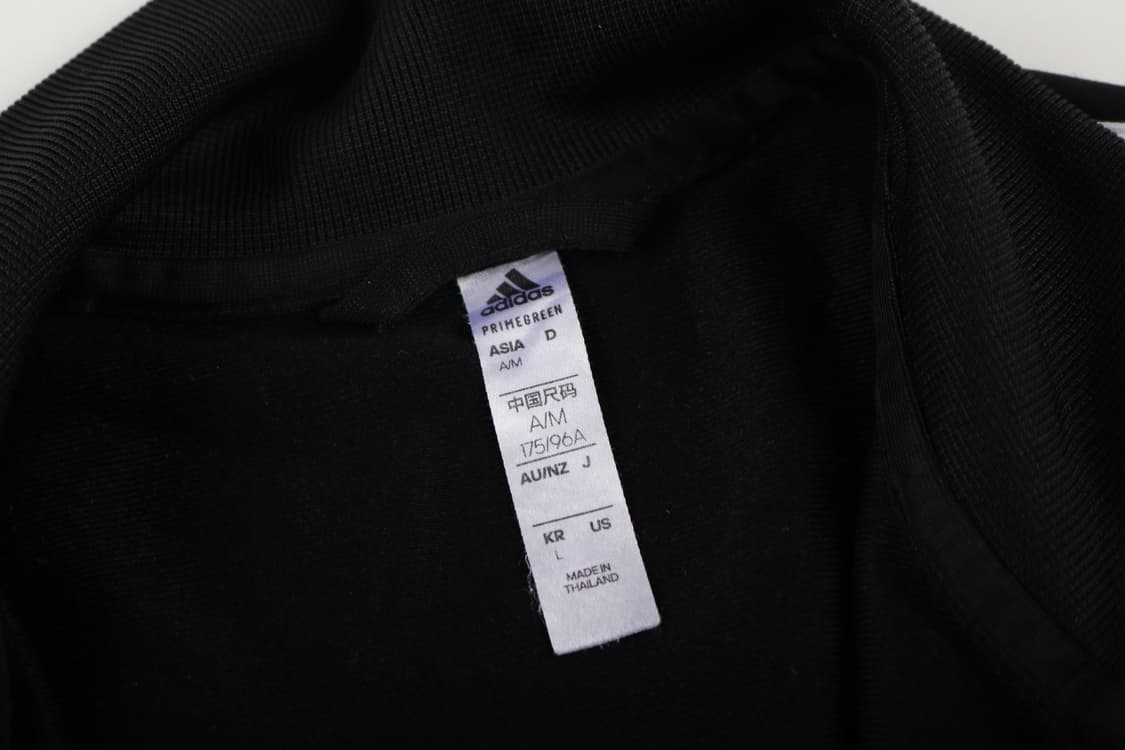 adidas
PRIMEGREEN
ASIA D
A/M
中国尺码
A/M
175/96A
AU/NZ J
KR US
L
MADE IN
THAILAND